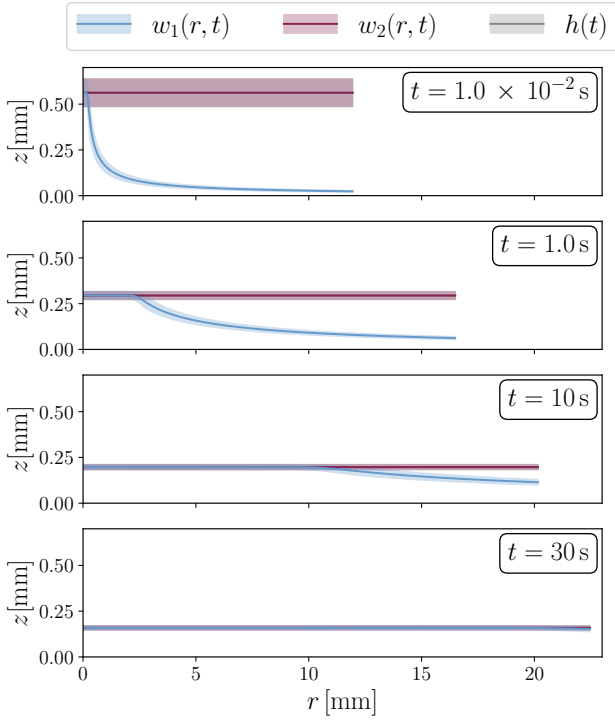 w₁(r, t) w₂(r, t) h(t)
t = 1.0 × 10⁻² s
z[mm]
0.50
0.25
0.00
t = 1.0 s
z[mm]
0.50
0.25
0.00
t = 10 s
z[mm]
0.50
0.25
0.00
t = 30 s
z[mm]
0.50
0.25
0.00
0 5 10 15 20
r [mm]